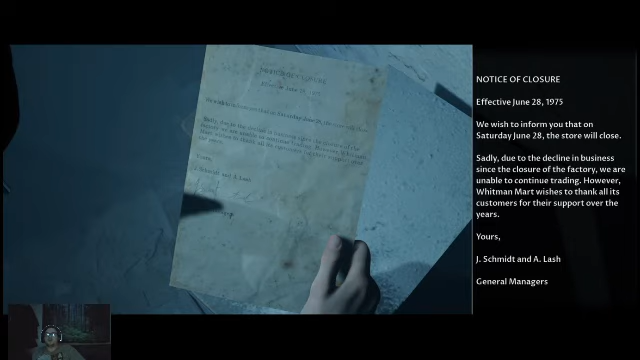 NOTICE OF CLOSURE
Effective June 28, 1975
We wish to inform you that on
Saturday June 28, the store will close.
Sadly, due to the decline in business
since the closure of the factory, we are
unable to continue trading. However,
Whitman Mart wishes to thank all its
customers for their support over the
years.
Yours,
J. Schmidt and A. Lash
General Managers